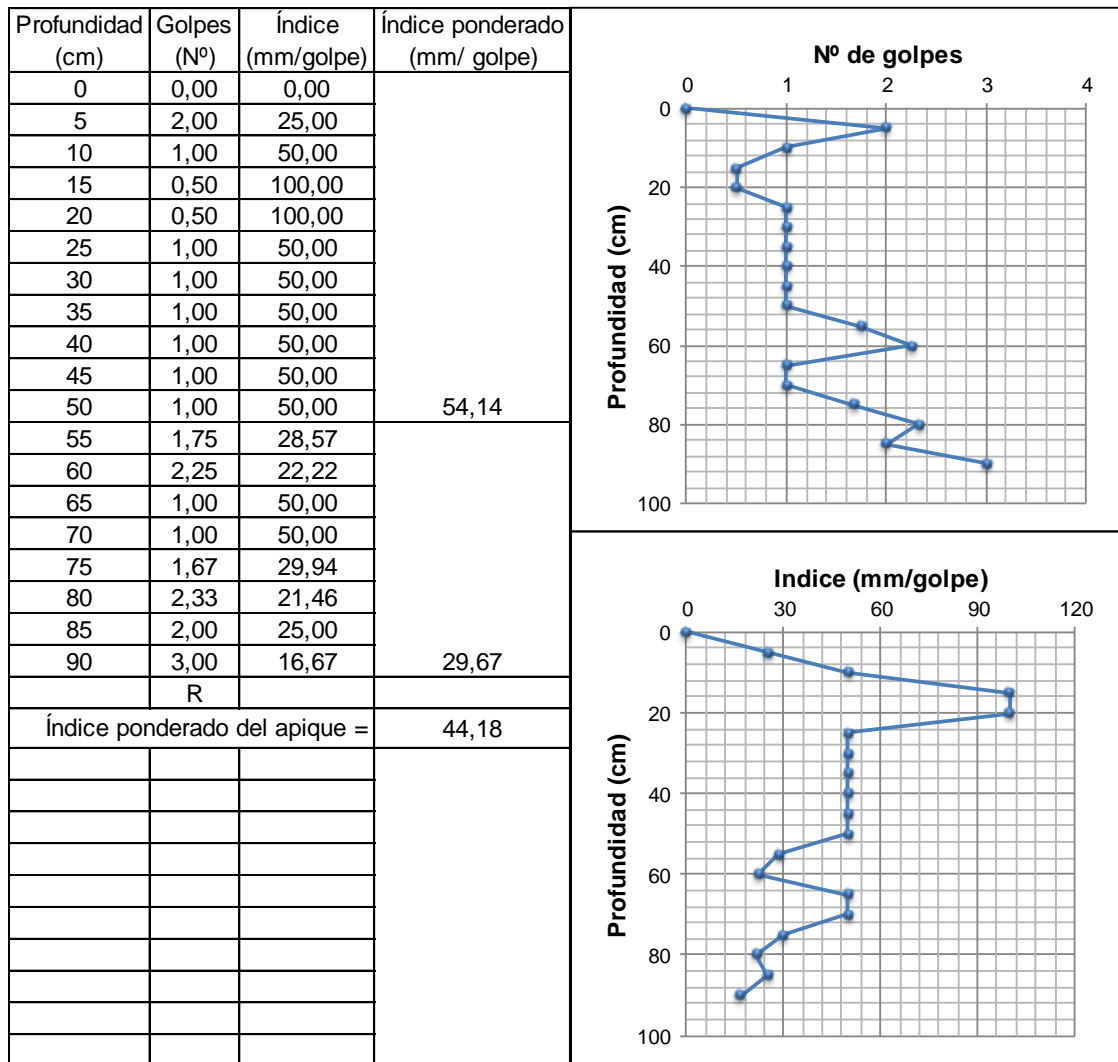 Profundidad Golpes Índice Índice ponderado
(cm) (Nº) (mm/golpe) (mm/ golpe)
0 0,00 0,00
5 2,00 25,00
10 1,00 50,00
15 0,50 100,00
20 0,50 100,00
25 1,00 50,00
30 1,00 50,00
35 1,00 50,00
40 1,00 50,00
45 1,00 50,00
50 1,00 50,00 54,14
55 1,75 28,57
60 2,25 22,22
65 1,00 50,00
70 1,00 50,00
75 1,67 29,94
80 2,33 21,46
85 2,00 25,00
90 3,00 16,67 29,67
R
Índice ponderado del apique = 44,18
Nº de golpes
0 1 2 3 4
0
20
40
60
80
100
Profundidad (cm)
Indice (mm/golpe)
0 30 60 90 120
0
20
40
60
80
100
Profundidad (cm)